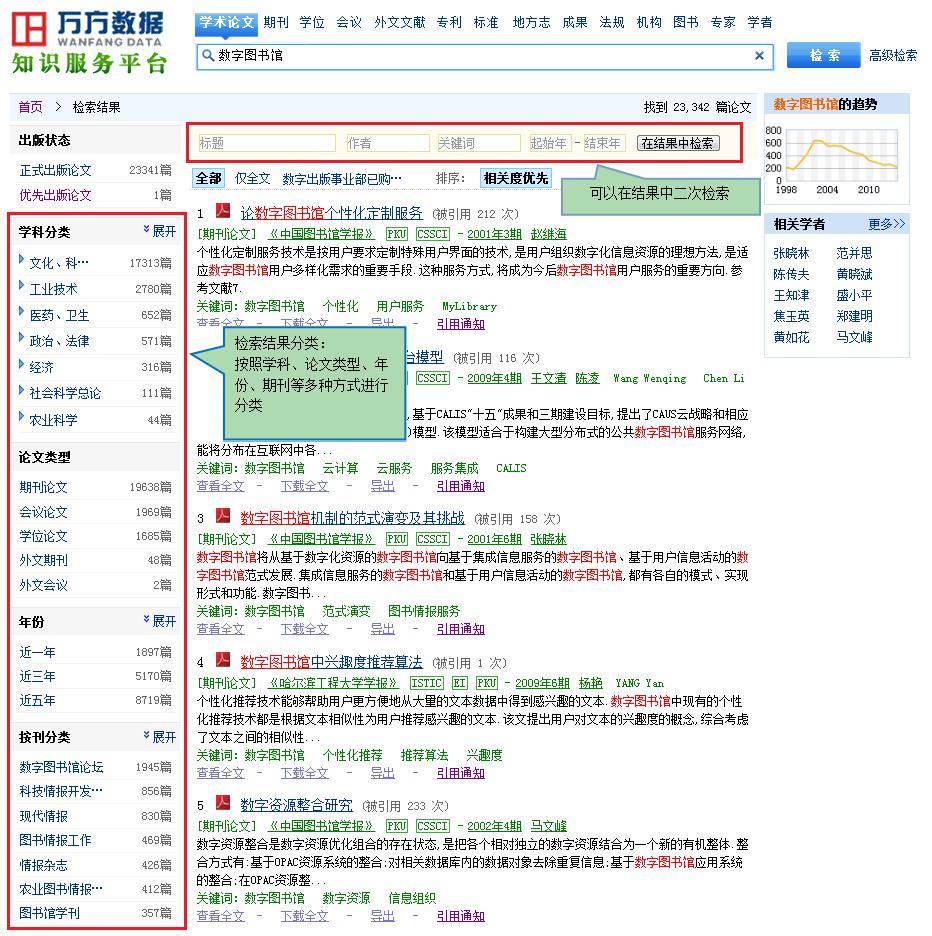 万方数据
WANFANG DATA
知识服务平台
学术论文 期刊 学位 会议 外文文献 专利 标准 地方志 成果 法规 机构 图书 专家 学者
数字图书馆 ×
检 索 高级检索
首页 > 检索结果 找到 23,342 篇论文
出版状态
正式出版论文 23341篇
优先出版论文 1篇
学科分类 展开
文化、科… 17313篇
工业技术 2780篇
医药、卫生 652篇
政治、法律 571篇
经济 316篇
社会科学总论 111篇
农业科学 44篇
论文类型
期刊论文 19638篇
会议论文 1969篇
学位论文 1685篇
外文期刊 48篇
外文会议 2篇
年份 展开
近一年 1897篇
近三年 5170篇
近五年 8719篇
按刊分类 展开
数字图书馆论坛 1945篇
科技情报开发… 856篇
现代情报 830篇
图书情报工作 469篇
情报杂志 426篇
农业图书情报… 412篇
图书馆学刊 357篇
标题 作者 关键词 起始年 - 结束年 在结果中检索
全部 仅全文 数字出版事业部已购… 排序: 相关度优先
可以在结果中二次检索
1 论数字图书馆个性化定制服务 (被引用 212 次)
[期刊论文] 《中国图书馆学报》 PKU CSSCI - 2001年3期 赵继海
个性化定制服务技术是按用户要求定制特殊用户界面的技术,是用户组织数字化信息资源的理想方法,是适
应数字图书馆用户多样化需求的重要手段. 这种服务方式, 将成为今后数字图书馆用户服务的重要方向. 参
考文献7.
关键词: 数字图书馆 个性化 用户服务 MyLibrary
查看全文 - 下载全文 - 导出 - 引用通知
检索结果分类:
按照学科、论文类型、年
份、期刊等多种方式进行
分类
台模型 (被引用 116 次)
CSSCI - 2009年4期 王文清 陈凌 Wang Wenqing Chen Li
,基于CALIS“十五”成果和三期建设目标, 提出了CAUS云战略和相应
)模型. 该模型适合于构建大型分布式的公共数字图书馆服务网络,
能将分布在互联网中各...
关键词: 数字图书馆 云计算 云服务 服务集成 CALIS
查看全文 - 下载全文 - 导出 - 引用通知
3 数字图书馆机制的范式演变及其挑战 (被引用 158 次)
[期刊论文] 《中国图书馆学报》 PKU CSSCI - 2001年6期 张晓林
数字图书馆将从基于数字化资源的数字图书馆向基于集成信息服务的数字图书馆、基于用户信息活动的数
字图书馆范式发展. 集成信息服务的数字图书馆和基于用户信息活动的数字图书馆, 都有各自的模式、实现
形式和功能. 数字图书...
关键词: 数字图书馆 范式演变 图书情报服务
查看全文 - 下载全文 - 导出 - 引用通知
4 数字图书馆中兴趣度推荐算法 (被引用 1 次)
[期刊论文] 《哈尔滨工程大学学报》 ISTIC EI PKU - 2009年6期 杨艳 YANG Yan
个性化推荐技术能够帮助用户更方便地从大量的文本数据中得到感兴趣的文本. 数字图书馆中现有的个性
化推荐技术都是根据文本相似性为用户推荐感兴趣的文本. 该文提出用户对文本的兴趣度的概念, 综合考虑
了文本之间的相似性...
关键词: 数字图书馆 个性化推荐 推荐算法 兴趣度
查看全文 - 下载全文 - 导出 - 引用通知
5 数字资源整合研究 (被引用 233 次)
[期刊论文] 《中国图书馆学报》 PKU CSSCI - 2002年4期 马文峰
数字资源整合是数字资源优化组合的存在状态, 是把各个相对独立的数字资源结合为一个新的有机整体. 整
合方式有:基于OPAC资源系统的整合;对相关数据库内的数据对象去除重复信息;基于数字图书馆应用系统
的整合;在OPAC资源整...
关键词: 数字图书馆 数字资源 信息组织
查看全文 - 下载全文 - 导出 - 引用通知
数字图书馆的趋势
800
600
400
200
0
1998 2004 2010
相关学者 更多>>
张晓林 范并思
陈传夫 黄晓斌
王知津 盛小平
焦玉英 郑建明
黄如花 马文峰